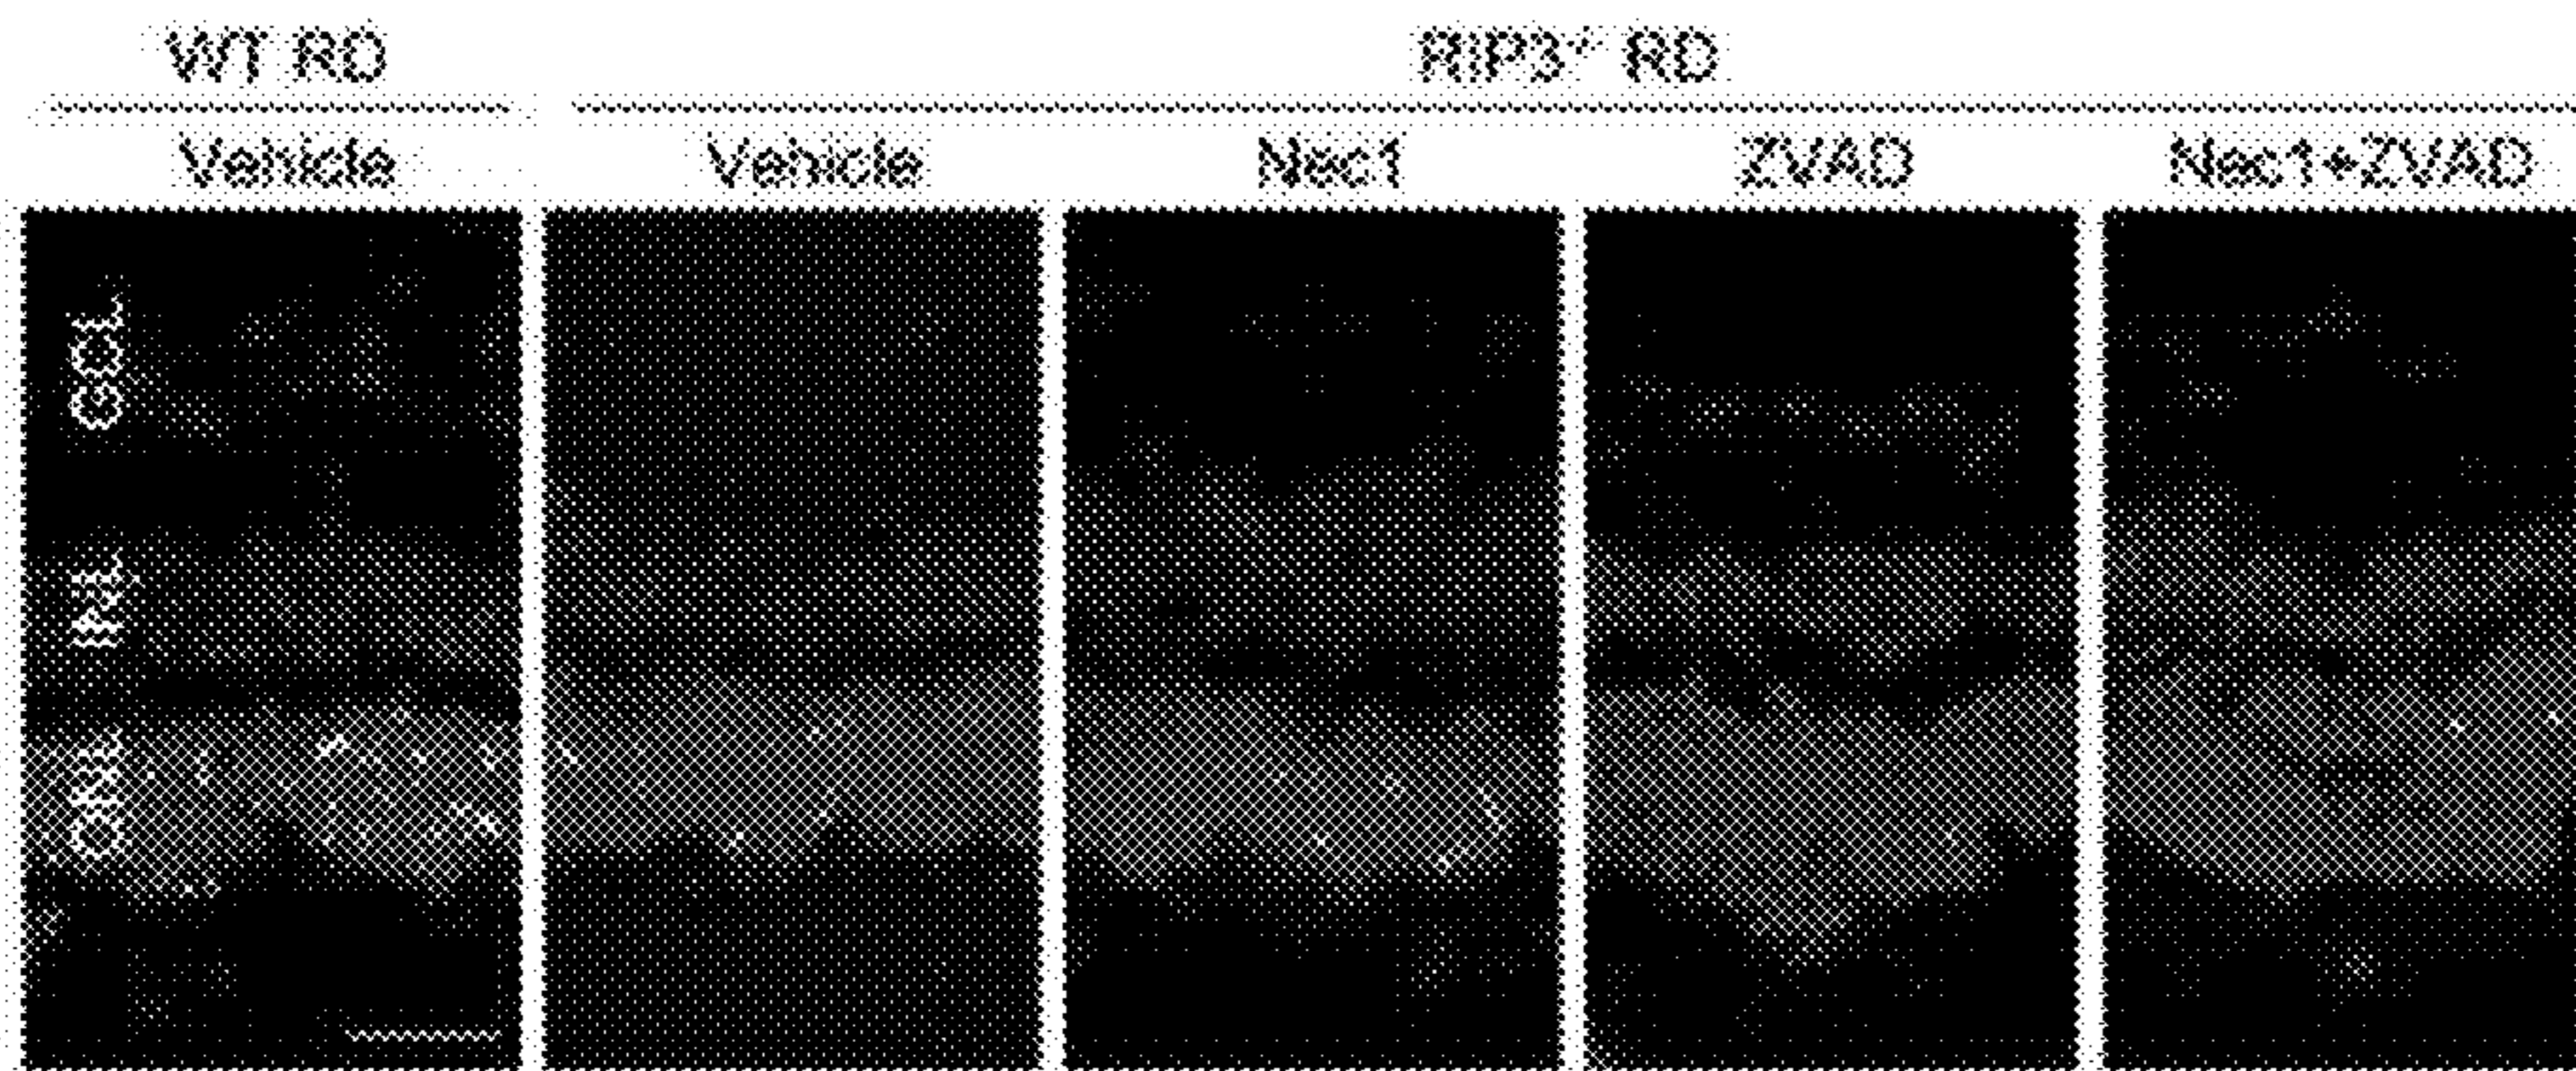 WT RD
RIP3-/- RD
Vehicle
Vehicle
Nec1
ZVAD
Nec1+ZVAD
GCL
INL
ONL